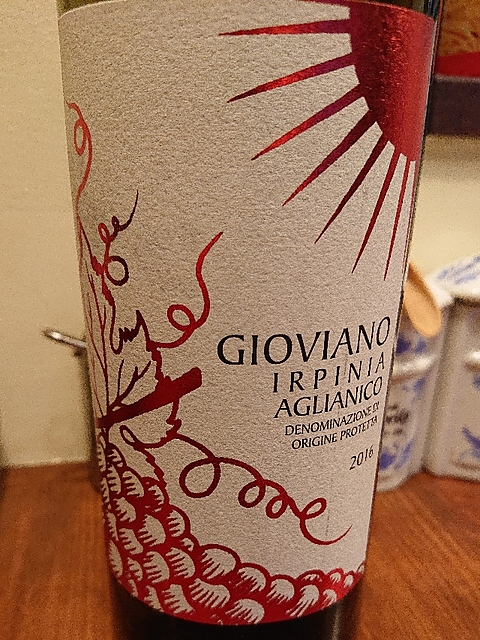 GIOVIANO
IRPINIA
AGLIANICO
DENOMINAZIONE DI
ORIGINE PROTETTA
2016